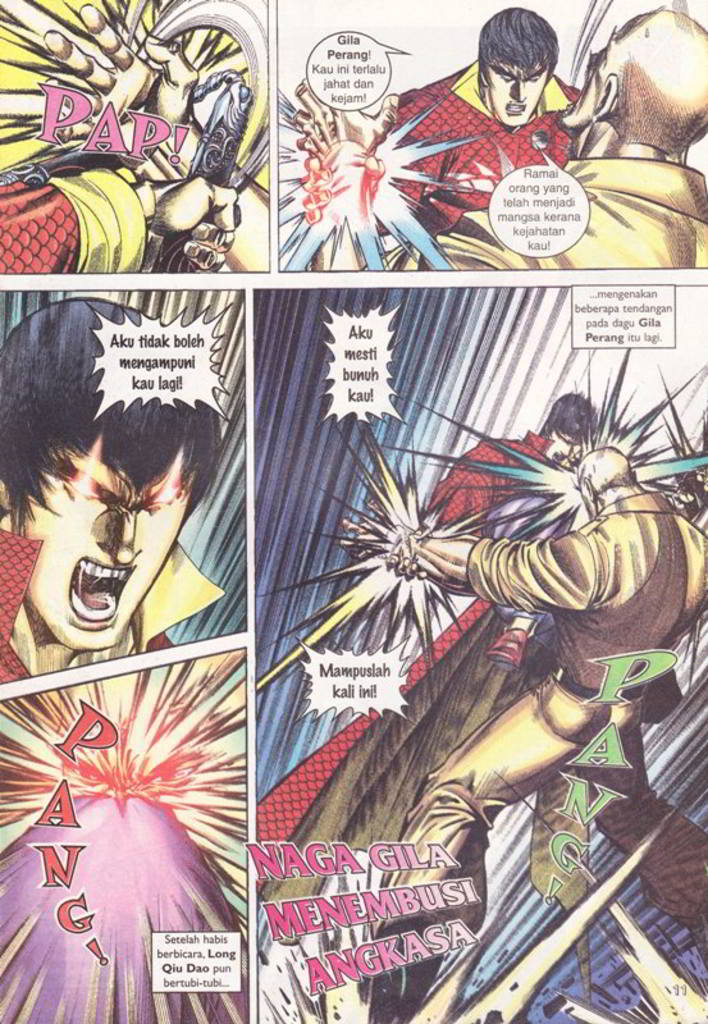 PAP!
Gila
Perang!
Kau ini terlalu
jahat dan
kejam!
Ramai
orang yang
telah menjadi
mangsa kerana
kejahatan
kau!
Aku tidak boleh
mengampuni
kau lagi!
PANG!
Setelah habis
berbicara, Long
Qiu Dao pun
bertubi-tubi...
...mengenakan
beberapa tendangan
pada dagu Gila
Perang itu lagi.
Aku
mesti
bunuh
kau!
Mampuslah
kali ini!
PANG!
NAGA GILA
MENEMBUSI
ANGKASA
11